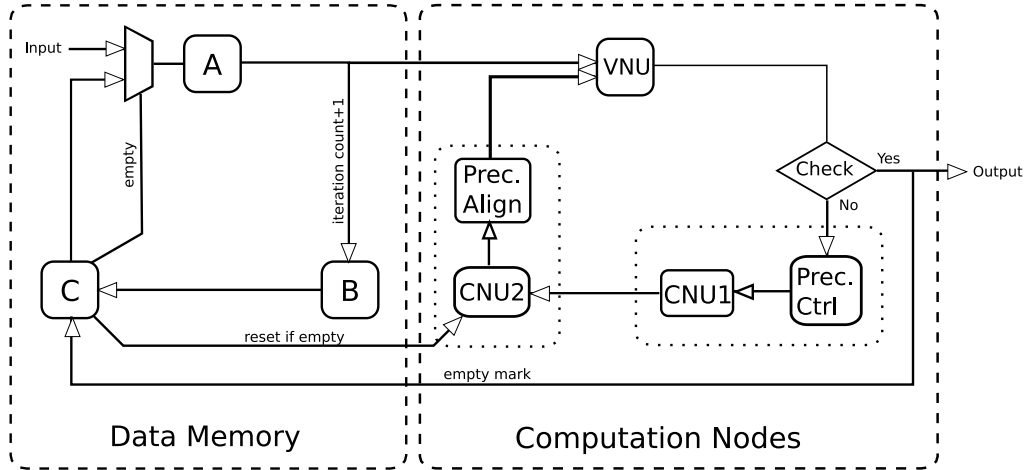 Input
A
VNU
iteration count+1
empty
Check
Yes
Output
Prec.
Align
No
C
B
CNU2
CNU1
Prec.
Ctrl
reset if empty
empty mark
Data Memory
Computation Nodes